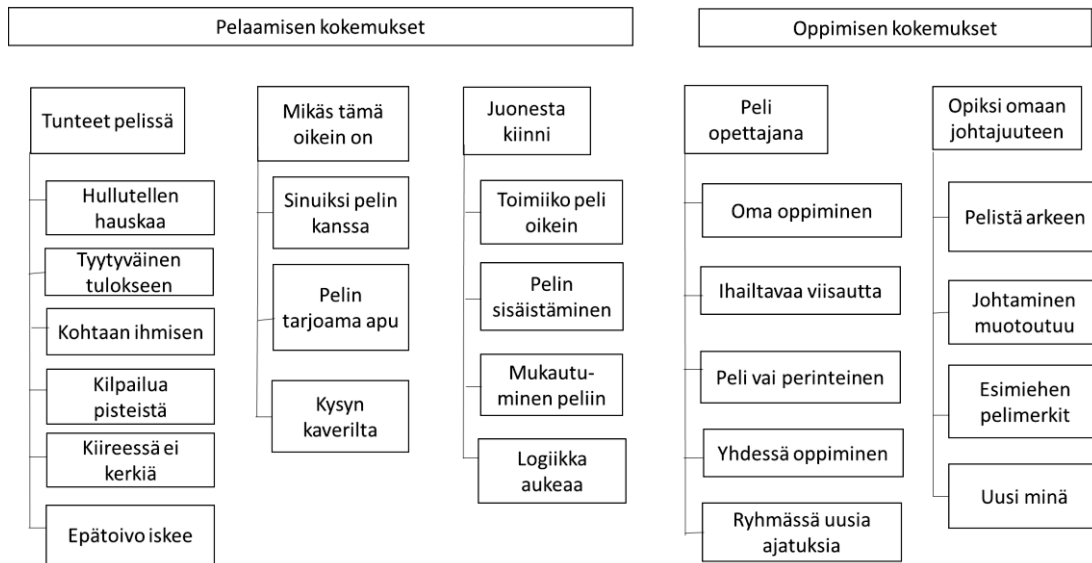 Pelaamisen kokemukset
Oppimisen kokemukset
Tunteet pelissä
Hullutellen
hauskaa
Tyytyväinen
tulokseen
Kohtaan ihmisen
Kilpailua
pisteistä
Kiireessä ei
kerkiä
Epätoivo iskee
Mikäs tämä
oikein on
Sinuiksi pelin
kanssa
Pelin
tarjoama apu
Kysyn
kaverilta
Juonesta
kiinni
Toimiiko peli
oikein
Pelin
sisäistäminen
Mukautu-
minen peliin
Logiikka
aukeaa
Peli
opettajana
Oma oppiminen
Ihailtavaa viisautta
Peli vai perinteinen
Yhdessä oppiminen
Ryhmässä uusia
ajatuksia
Opiksi omaan
johtajuuteen
Pelistä arkeen
Johtaminen
muotoutuu
Esimiehen
pelimerkit
Uusi minä